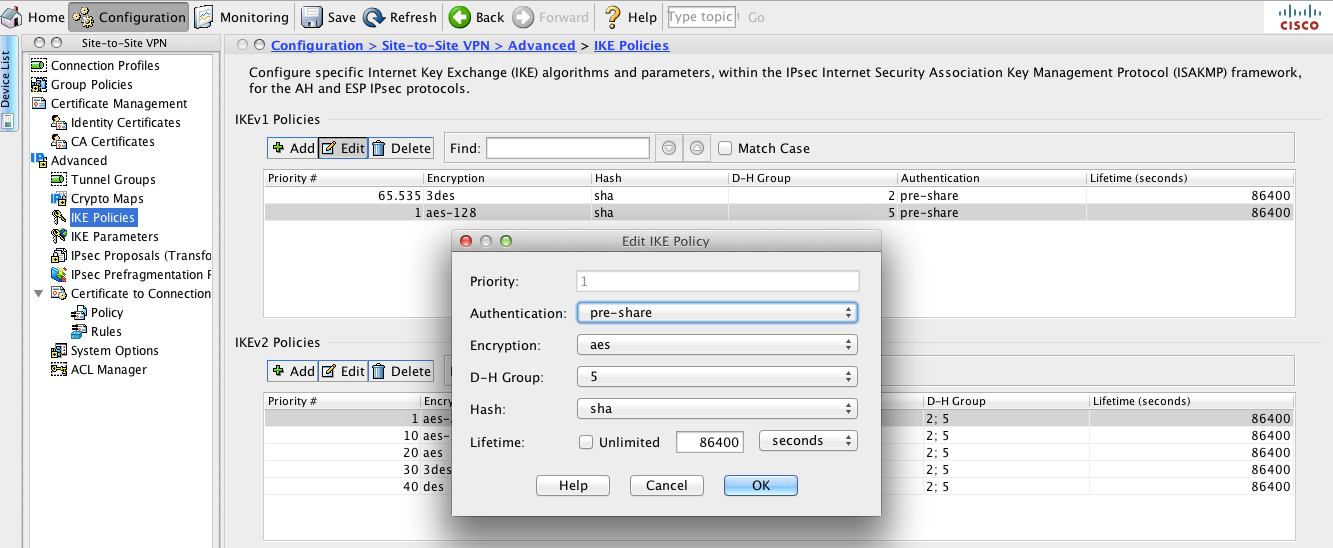 Home Configuration Monitoring Save Refresh Back Forward Help Type topic Go
CISCO
Device List
Site-to-Site VPN
Connection Profiles
Group Policies
Certificate Management
Identity Certificates
CA Certificates
Advanced
Tunnel Groups
Crypto Maps
IKE Policies
IKE Parameters
IPsec Proposals (Transfo
IPsec Prefragmentation P
Certificate to Connection
Policy
Rules
System Options
ACL Manager
Configuration > Site-to-Site VPN > Advanced > IKE Policies
Configure specific Internet Key Exchange (IKE) algorithms and parameters, within the IPsec Internet Security Association Key Management Protocol (ISAKMP) framework,
for the AH and ESP IPsec protocols.
IKEv1 Policies
Add Edit Delete Find: Match Case
Priority # Encryption Hash D-H Group Authentication Lifetime (seconds)
65.535 3des sha 2 pre-share 86400
1 aes-128 sha 5 pre-share 86400
Edit IKE Policy
Priority: 1
Authentication: pre-share
Encryption: aes
D-H Group: 5
Hash: sha
Lifetime: Unlimited 86400 seconds
Help Cancel OK
IKEv2 Policies
Add Edit Delete
Priority # Encry D-H Group Lifetime (seconds)
1 aes- 2; 5 86400
10 aes- 2; 5 86400
20 aes 2; 5 86400
30 3des 2; 5 86400
40 des 2; 5 86400